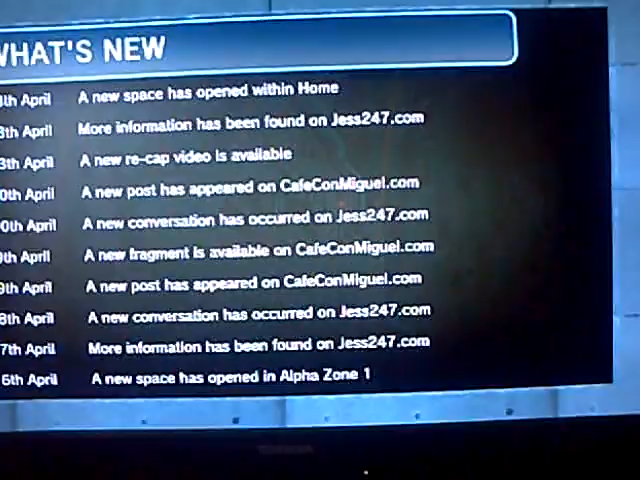 WHAT'S NEW
th April A new space has opened within Home
th April More information has been found on Jess247.com
th April A new re-cap video is available
0th April A new post has appeared on CafeConMiguel.com
0th April A new conversation has occurred on Jess247.com
9th April A new fragment is available on CafeConMiguel.com
9th April A new post has appeared on CafeConMiguel.com
8th April A new conversation has occurred on Jess247.com
7th April More information has been found on Jess247.com
6th April A new space has opened in Alpha Zone 1